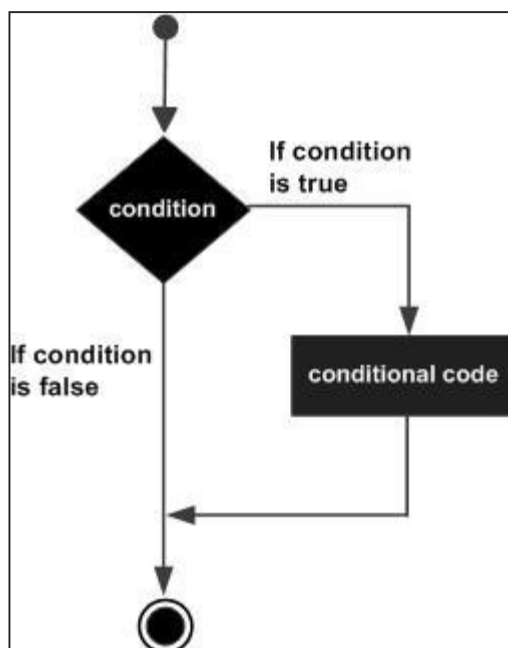 If condition
is true
condition
If condition
is false
conditional code